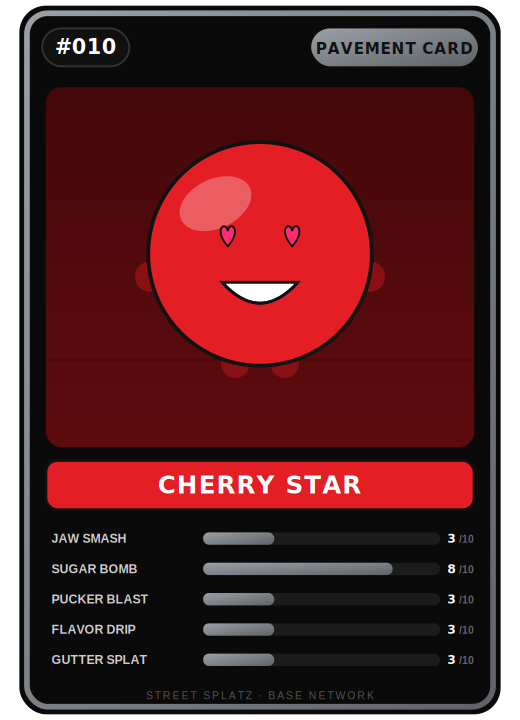 #010
PAVEMENT CARD
CHERRY STAR
JAW SMASH 3 /10
SUGAR BOMB 8 /10
PUCKER BLAST 3 /10
FLAVOR DRIP 3 /10
GUTTER SPLAT 3 /10
STREET SPLATZ · BASE NETWORK